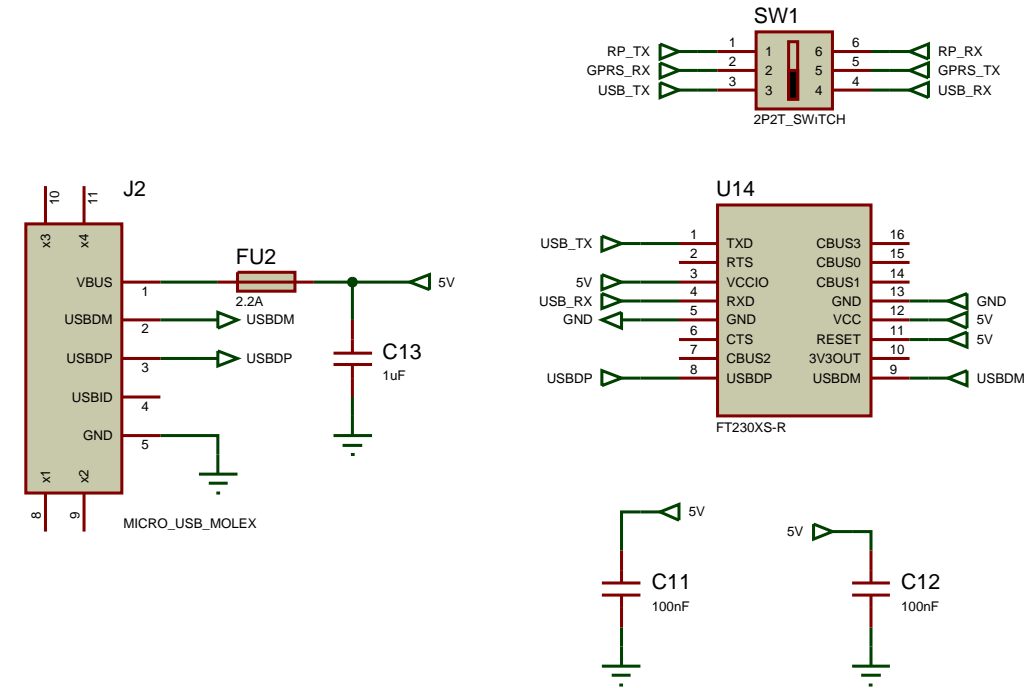 SW1
RP_TX 1 1 6 6 RP_RX
GPRS_RX 2 2 5 5 GPRS_TX
USB_TX 3 3 4 4 USB_RX
2P2T_SWITCH
J2
10 11
x3 x4
VBUS 1
USBDM 2 USBDM
USBDP 3 USBDP
USBID 4
GND 5
x1 x2
8 9
MICRO_USB_MOLEX
FU2
2.2A
5V
C13
1uF
U14
USB_TX 1 TXD CBUS3 16
2 RTS CBUS0 15
5V 3 VCCIO CBUS1 14
USB_RX 4 RXD GND 13 GND
GND 5 GND VCC 12 5V
6 CTS RESET 11 5V
7 CBUS2 3V3OUT 10
USBDP 8 USBDP USBDM 9 USBDM
FT230XS-R
5V
C11
100nF
5V
C12
100nF